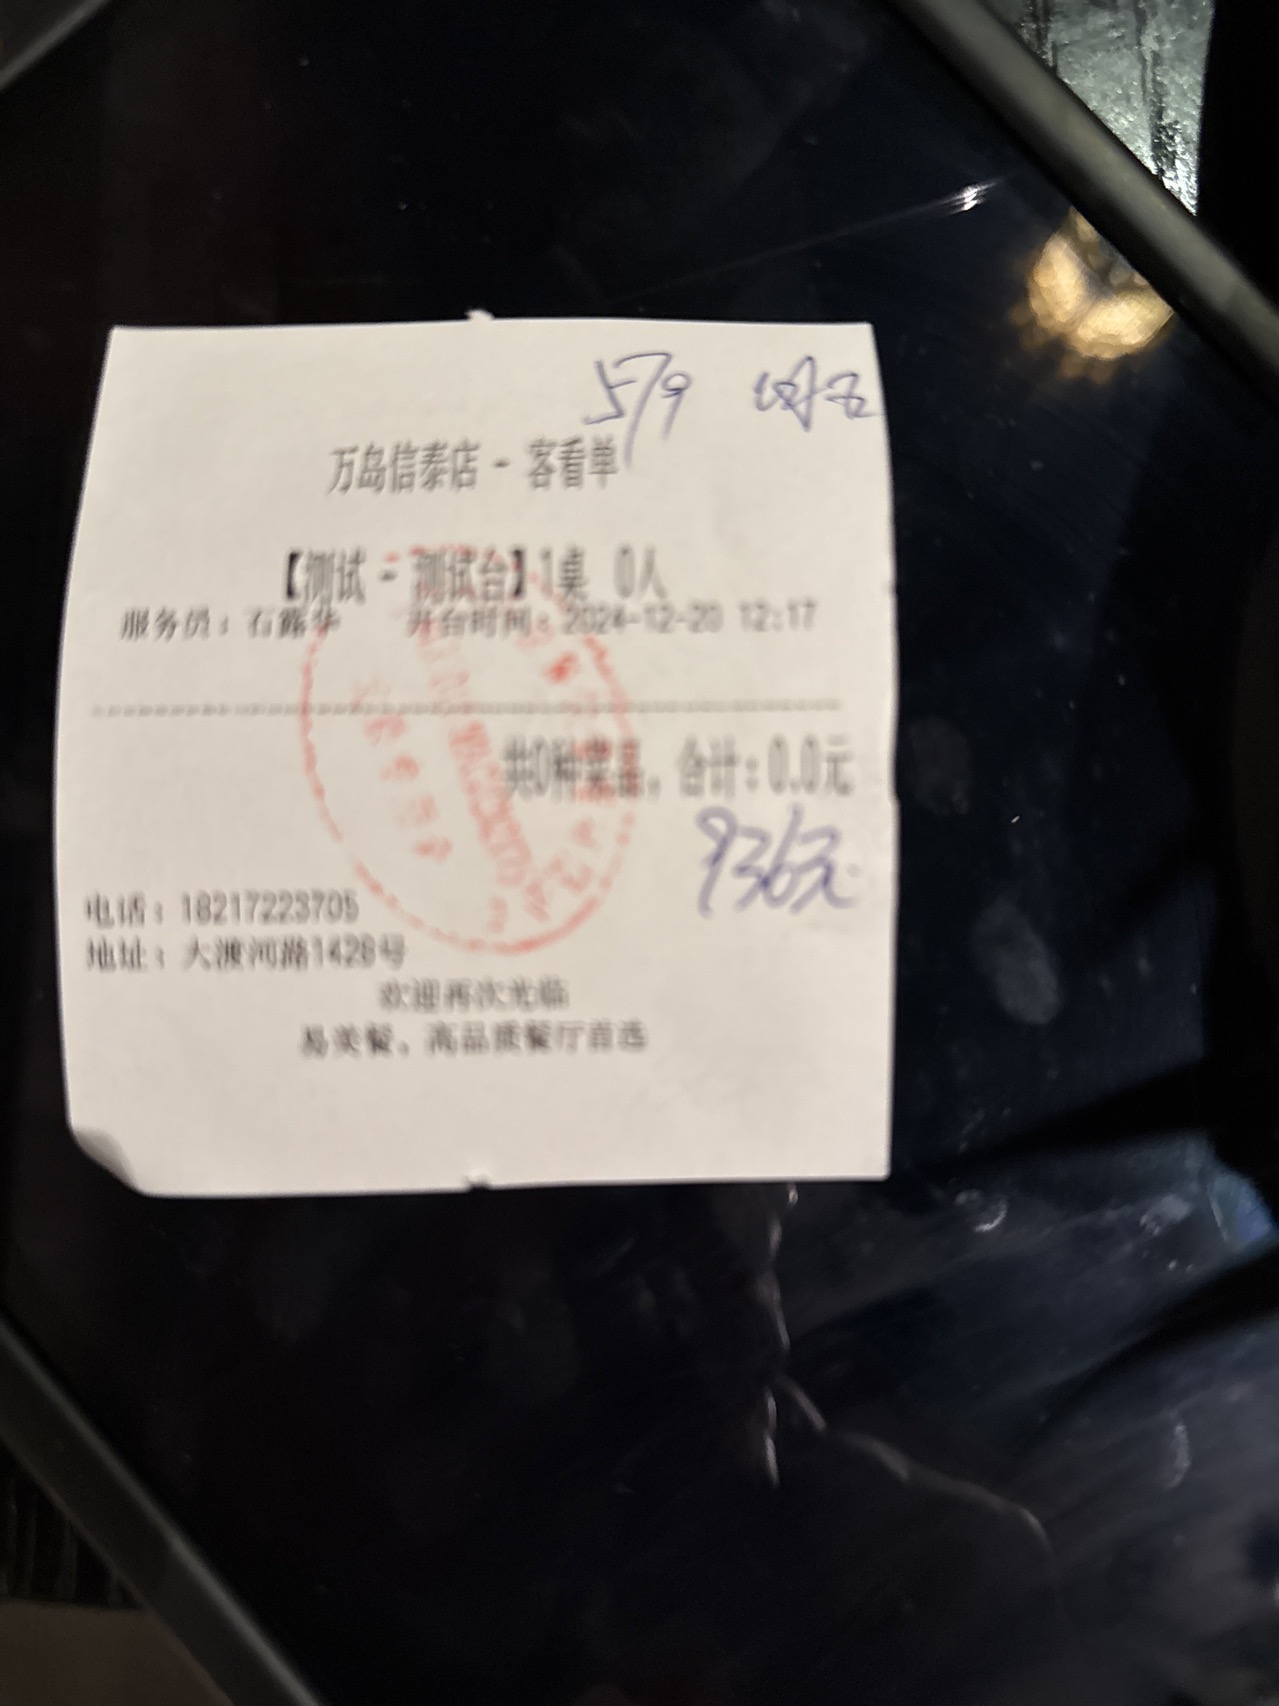 5/9
万岛信泰店 - 客看单
【测试 - 测试台】1桌 0人
服务员：石露华 开台时间：2024-12-20 12:17
共0种菜品，合计：0.0元
936元
电话：18217223705
地址：大渡河路1428号
欢迎再次光临
易美餐，高品质餐厅首选